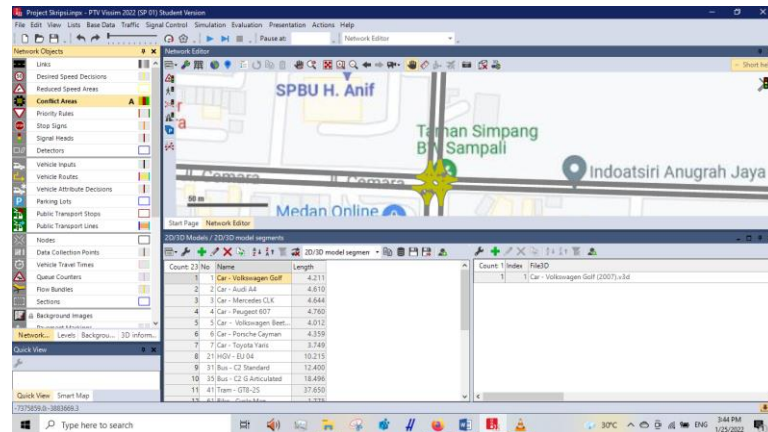 Project Skripsi.inpx - PTV Vissim 2022 (SP 01) Student Version
File Edit View Lists Base Data Traffic Signal Control Simulation Evaluation Presentation Actions Help
Pause at: Network Editor
Network Objects
Links
Desired Speed Decisions
Reduced Speed Areas
Conflict Areas A
Priority Rules
Stop Signs
Signal Heads
Detectors
Vehicle Inputs
Vehicle Routes
Vehicle Attribute Decisions
Parking Lots
Public Transport Stops
Public Transport Lines
Nodes
Data Collection Points
Vehicle Travel Times
Queue Counters
Flow Bundles
Sections
Background Images
Network... Levels Backgrou... 3D Inform...
Quick View
Quick View Smart Map
Network Editor
SPBU H. Anif
Taman Simpang
Sampali
Indoatsiri Anugrah Jaya
Jl. Cemara
Medan Online
50 m
Start Page Network Editor
2D/3D Models / 2D/3D model segments
2D/3D model segmen
Count: 23 No Name Length
1 1 Car - Volkswagen Golf 4.211
2 2 Car - Audi A4 4.610
3 3 Car - Mercedes CLK 4.644
4 4 Car - Peugeot 607 4.760
5 5 Car - Volkswagen Beet... 4.012
6 6 Car - Porsche Cayman 4.359
7 7 Car - Toyota Yaris 3.749
8 21 HGV - EU 04 10.215
9 31 Bus - C2 Standard 12.400
10 35 Bus - C2 G Articulated 18.496
11 41 Tram - GT8-2S 37.650
Count: 1 Index File3D
1 1 Car - Volkswagen Golf (2007).v3d
Type here to search
30°C
ENG
3:44 PM
1/25/2022